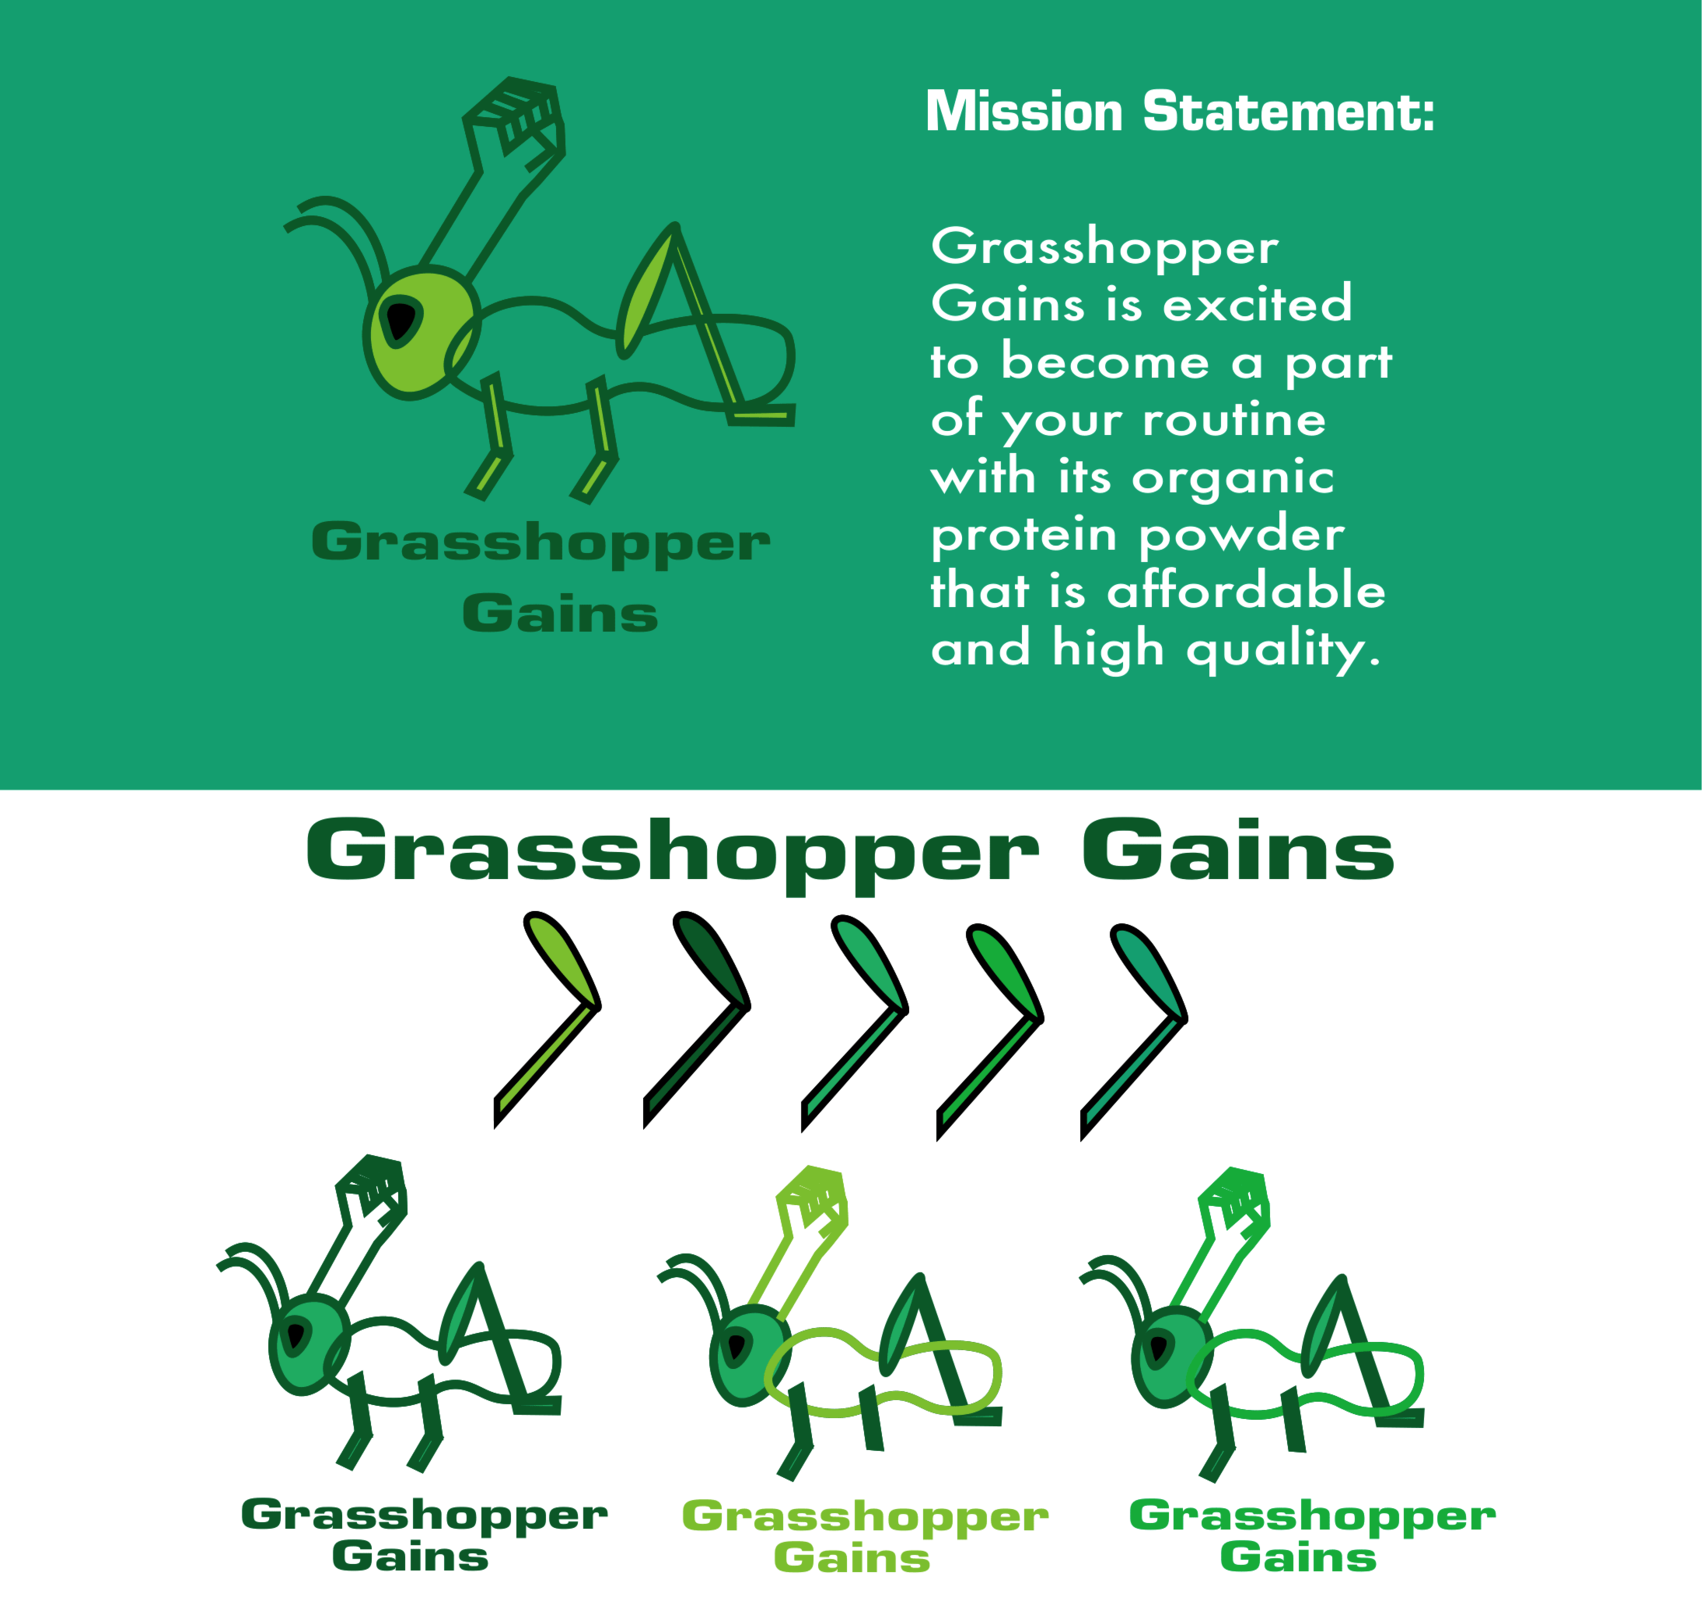 Grasshopper
Gains
Mission Statement:
Grasshopper
Gains is excited
to become a part
of your routine
with its organic
protein powder
that is affordable
and high quality.
Grasshopper Gains
Grasshopper
Gains
Grasshopper
Gains
Grasshopper
Gains